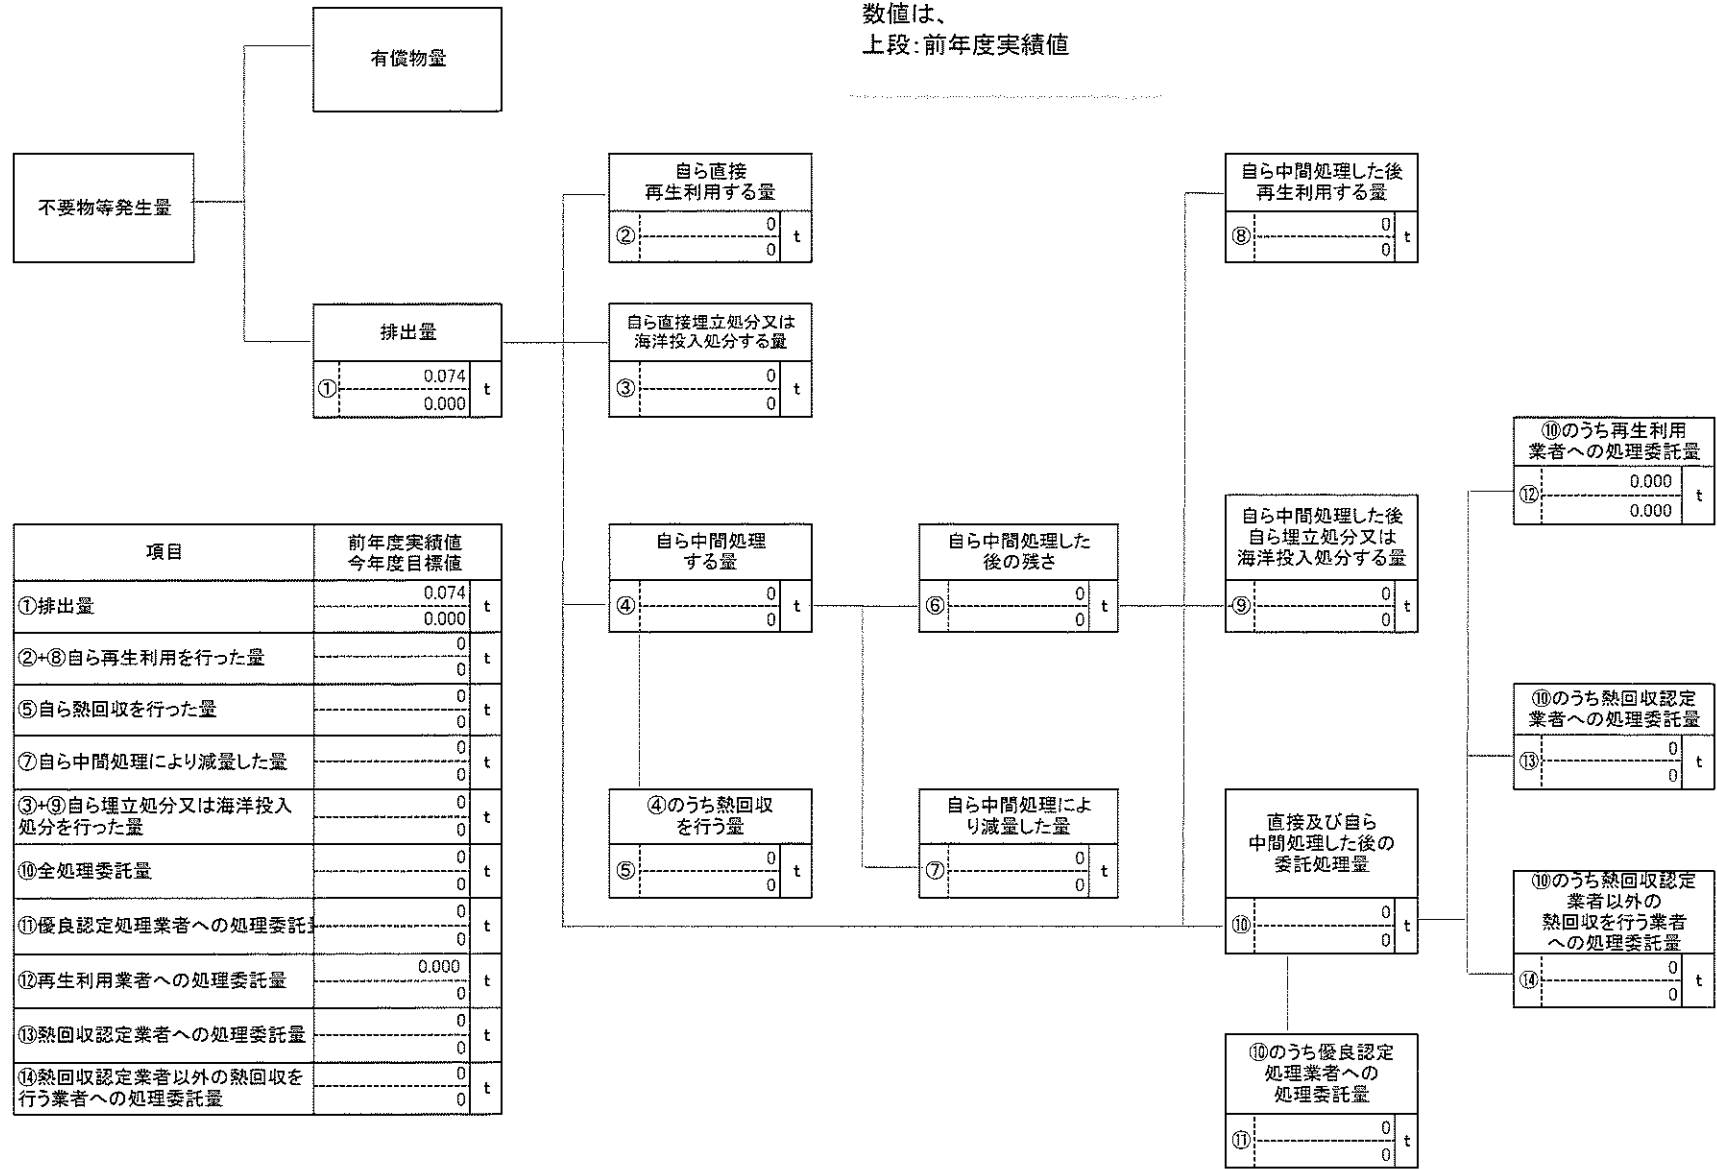 数値は、
上段:前年度実績値
有償物量
不要物等発生量
排出量
① 0.074 t
0.000
自ら直接
再生利用する量
② 0 t
0
自ら直接埋立処分又は
海洋投入処分する量
③ 0 t
0
自ら中間処理した後
再生利用する量
⑧ 0 t
0
自ら中間処理
する量
④ 0 t
0
自ら中間処理した
後の残さ
⑥ 0 t
0
自ら中間処理した後
自ら埋立処分又は
海洋投入処分する量
⑨ 0 t
0
④のうち熱回収
を行う量
⑤ 0 t
0
自ら中間処理によ
り減量した量
⑦ 0 t
0
直接及び自ら
中間処理した後の
委託処理量
⑩ 0 t
0
⑩のうち優良認定
処理業者への
処理委託量
⑪ 0 t
0
⑩のうち再生利用
業者への処理委託量
⑫ 0.000 t
0.000
⑩のうち熱回収認定
業者への処理委託量
⑬ 0 t
0
⑩のうち熱回収認定
業者以外の
熱回収を行う業者
への処理委託量
⑭ 0 t
0
項目 前年度実績値
今年度目標値
①排出量 0.074 t
0.000
②+⑧自ら再生利用を行った量 0 t
0
⑤自ら熱回収を行った量 0 t
0
⑦自ら中間処理により減量した量 0 t
0
③+⑨自ら埋立処分又は海洋投入
処分を行った量 0 t
0
⑩全処理委託量 0 t
0
⑪優良認定処理業者への処理委託 0 t
0
⑫再生利用業者への処理委託量 0.000 t
0
⑬熱回収認定業者への処理委託量 0 t
0
⑭熱回収認定業者以外の熱回収を
行う業者への処理委託量 0 t
0